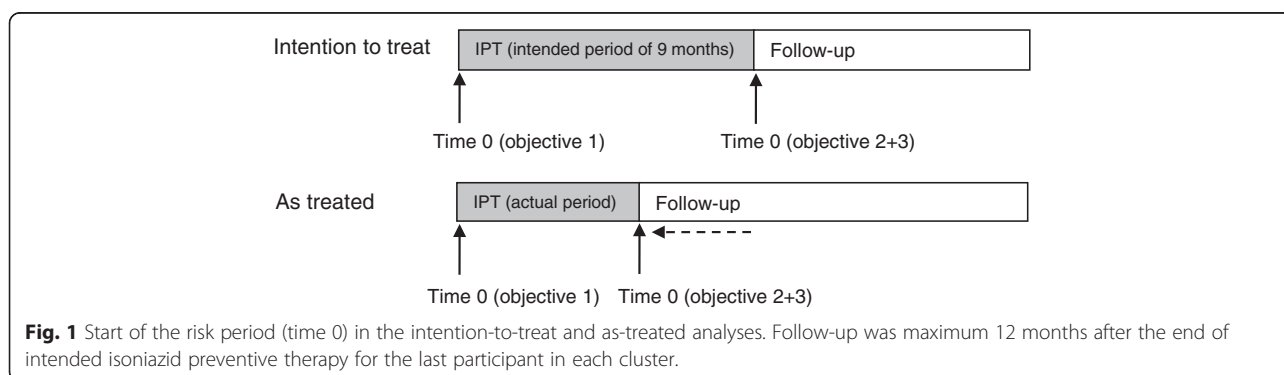 Intention to treat
IPT (intended period of 9 months)
Follow-up
Time 0 (objective 1)
Time 0 (objective 2+3)
As treated
IPT (actual period)
Follow-up
Time 0 (objective 1)
Time 0 (objective 2+3)
Fig. 1 Start of the risk period (time 0) in the intention-to-treat and as-treated analyses. Follow-up was maximum 12 months after the end of
intended isoniazid preventive therapy for the last participant in each cluster.